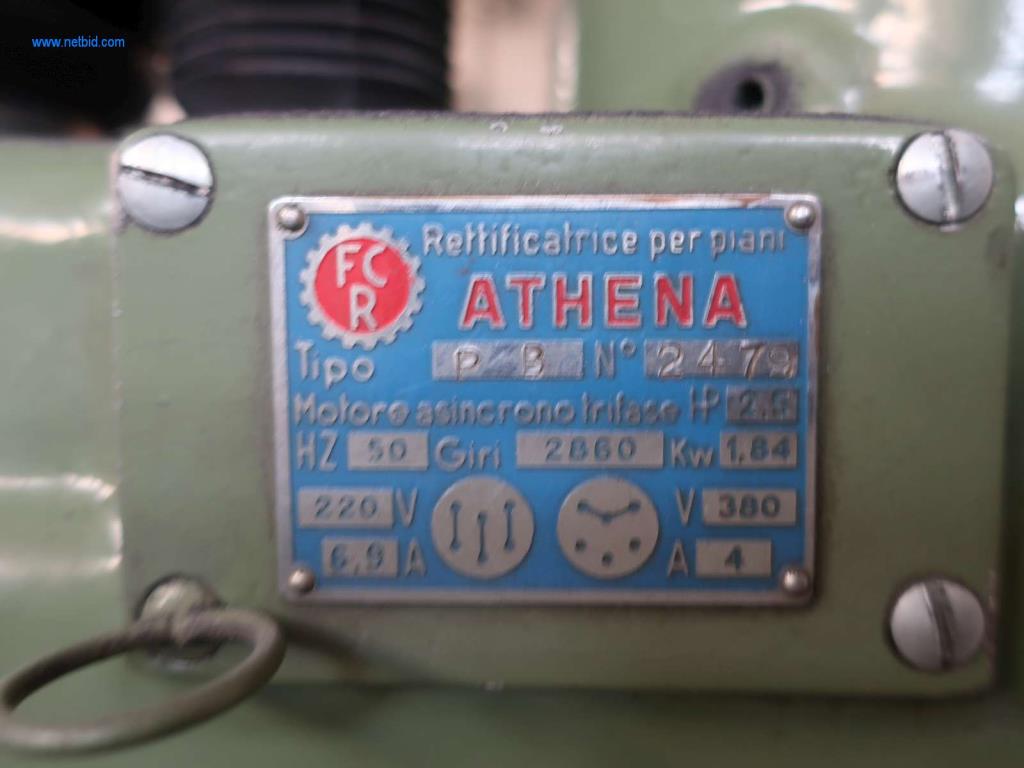 www.netbid.com
FCR
Rettificatrice per piani
ATHENA
Tipo P B N° 2479
Motore asincrono trifase HP 2.5
HZ 50 Giri 2860 Kw 1.84
220 V V 380
6,9 A A 4